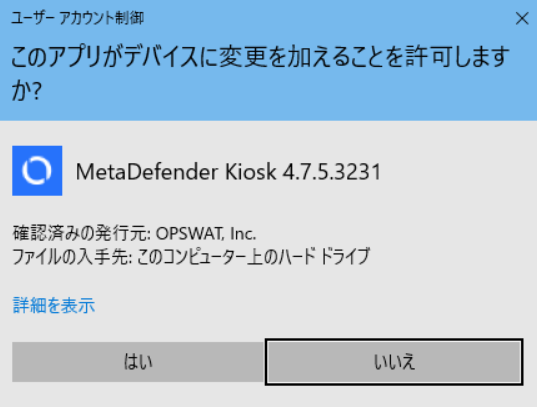 ユーザー アカウント制御
このアプリがデバイスに変更を加えることを許可します
か?
MetaDefender Kiosk 4.7.5.3231
確認済みの発行元: OPSWAT, Inc.
ファイルの入手先: このコンピューター上のハード ドライブ
詳細を表示
はい
いいえ